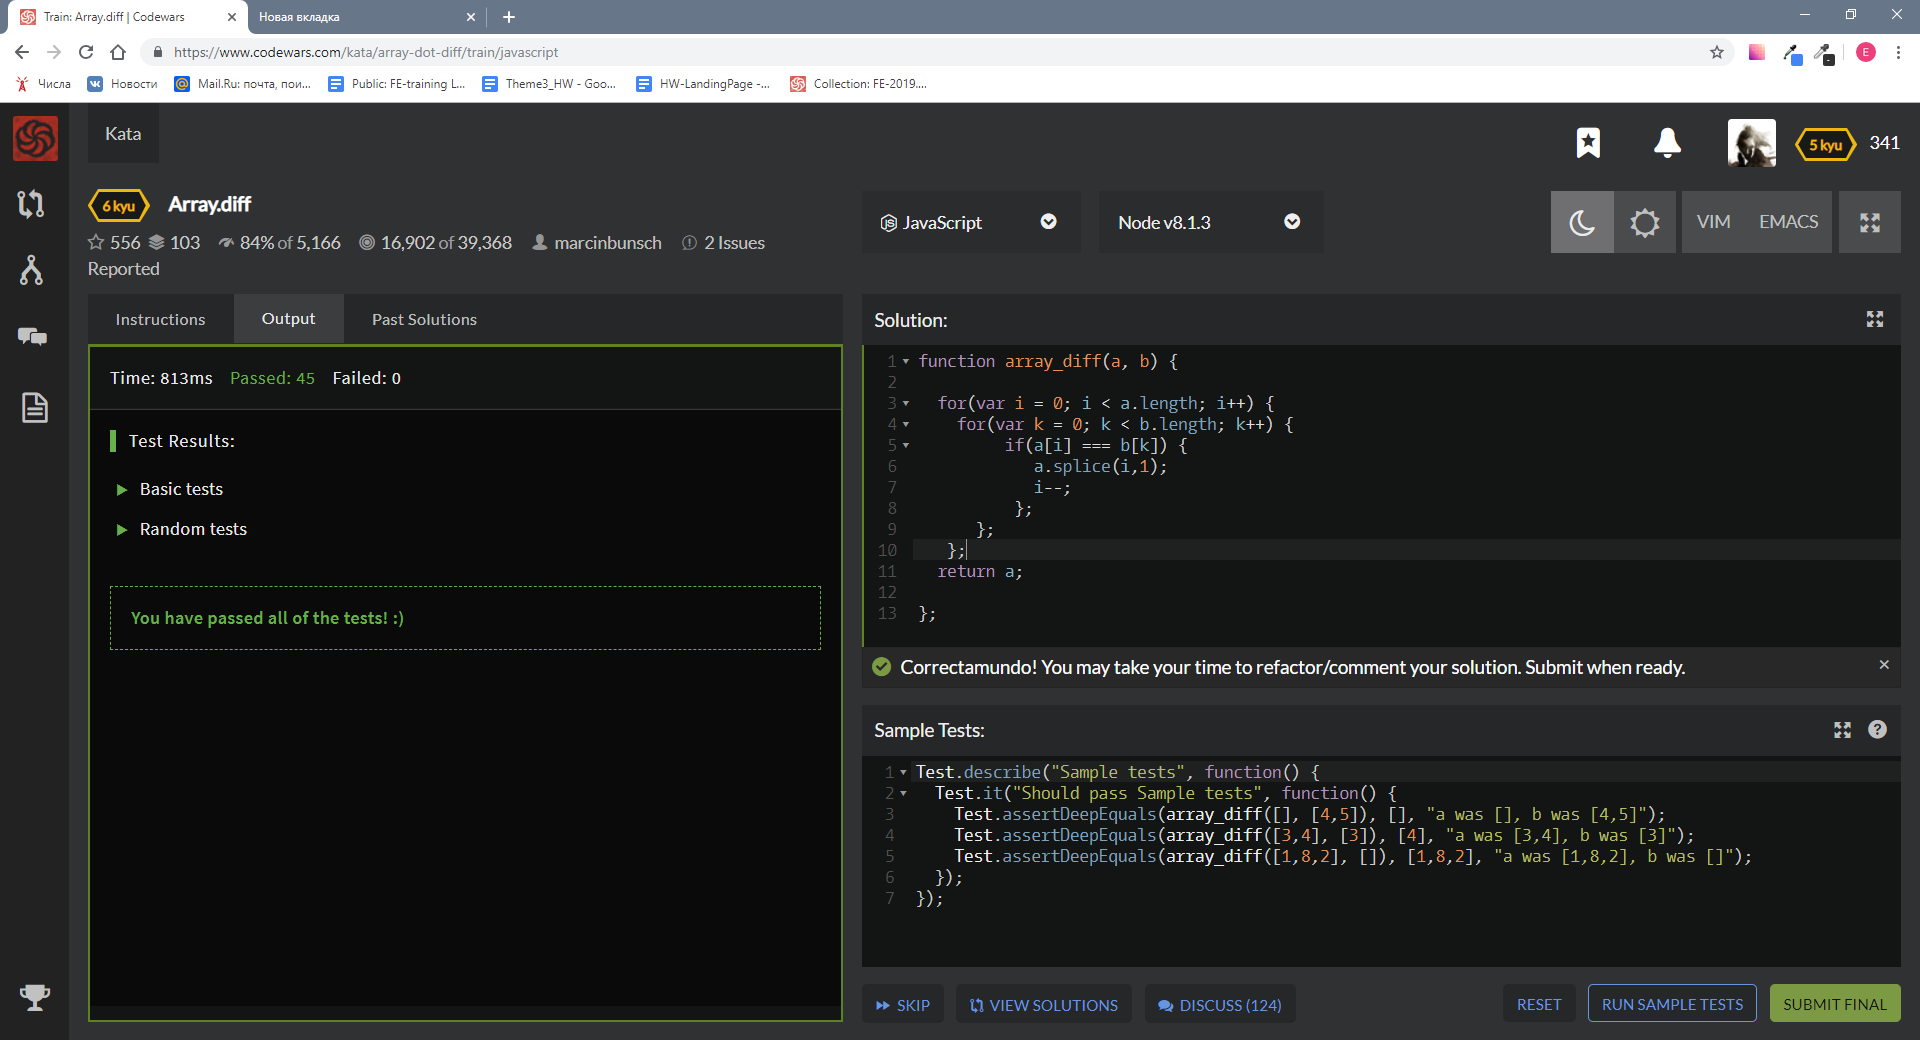 Train: Array.diff | Codewars
Новая вкладка
https://www.codewars.com/kata/array-dot-diff/train/javascript
E
Числа
Новости
Mail.Ru: почта, пои...
Public: FE-training L...
Theme3_HW - Goo...
HW-LandingPage -...
Collection: FE-2019....
Kata
5 kyu
341
6 kyu
Array.diff
556 103 84% of 5,166 16,902 of 39,368 marcinbunsch 2 Issues
Reported
JavaScript
Node v8.1.3
VIM
EMACS
Instructions
Output
Past Solutions
Time: 813ms Passed: 45 Failed: 0
Test Results:
Basic tests
Random tests
You have passed all of the tests! :)
Solution:
1 function array_diff(a, b) {
2
3 for(var i = 0; i < a.length; i++) {
4 for(var k = 0; k < b.length; k++) {
5 if(a[i] === b[k]) {
6 a.splice(i,1);
7 i--;
8 };
9 };
10 };
11 return a;
12
13 };
Correctamundo! You may take your time to refactor/comment your solution. Submit when ready.
Sample Tests:
1 Test.describe("Sample tests", function() {
2 Test.it("Should pass Sample tests", function() {
3 Test.assertDeepEquals(array_diff([], [4,5]), [], "a was [], b was [4,5]");
4 Test.assertDeepEquals(array_diff([3,4], [3]), [4], "a was [3,4], b was [3]");
5 Test.assertDeepEquals(array_diff([1,8,2], []), [1,8,2], "a was [1,8,2], b was []");
6 });
7 });
SKIP
VIEW SOLUTIONS
DISCUSS (124)
RESET
RUN SAMPLE TESTS
SUBMIT FINAL